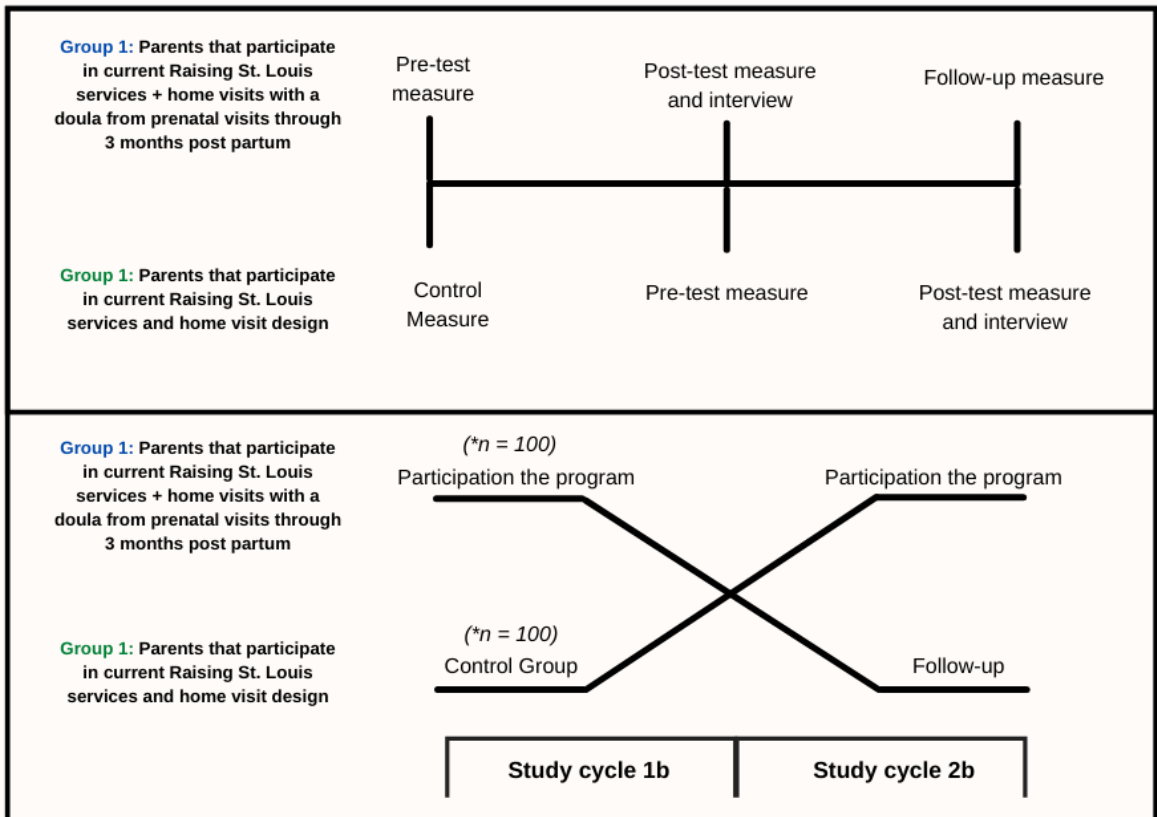 Group 1: Parents that participate
in current Raising St. Louis
services + home visits with a
doula from prenatal visits through
3 months post partum
Pre-test
measure
Post-test measure
and interview
Follow-up measure
Group 1: Parents that participate
in current Raising St. Louis
services and home visit design
Control
Measure
Pre-test measure
Post-test measure
and interview
Group 1: Parents that participate
in current Raising St. Louis
services + home visits with a
doula from prenatal visits through
3 months post partum
(*n = 100)
Participation the program
Participation the program
Group 1: Parents that participate
in current Raising St. Louis
services and home visit design
(*n = 100)
Control Group
Follow-up
Study cycle 1b
Study cycle 2b